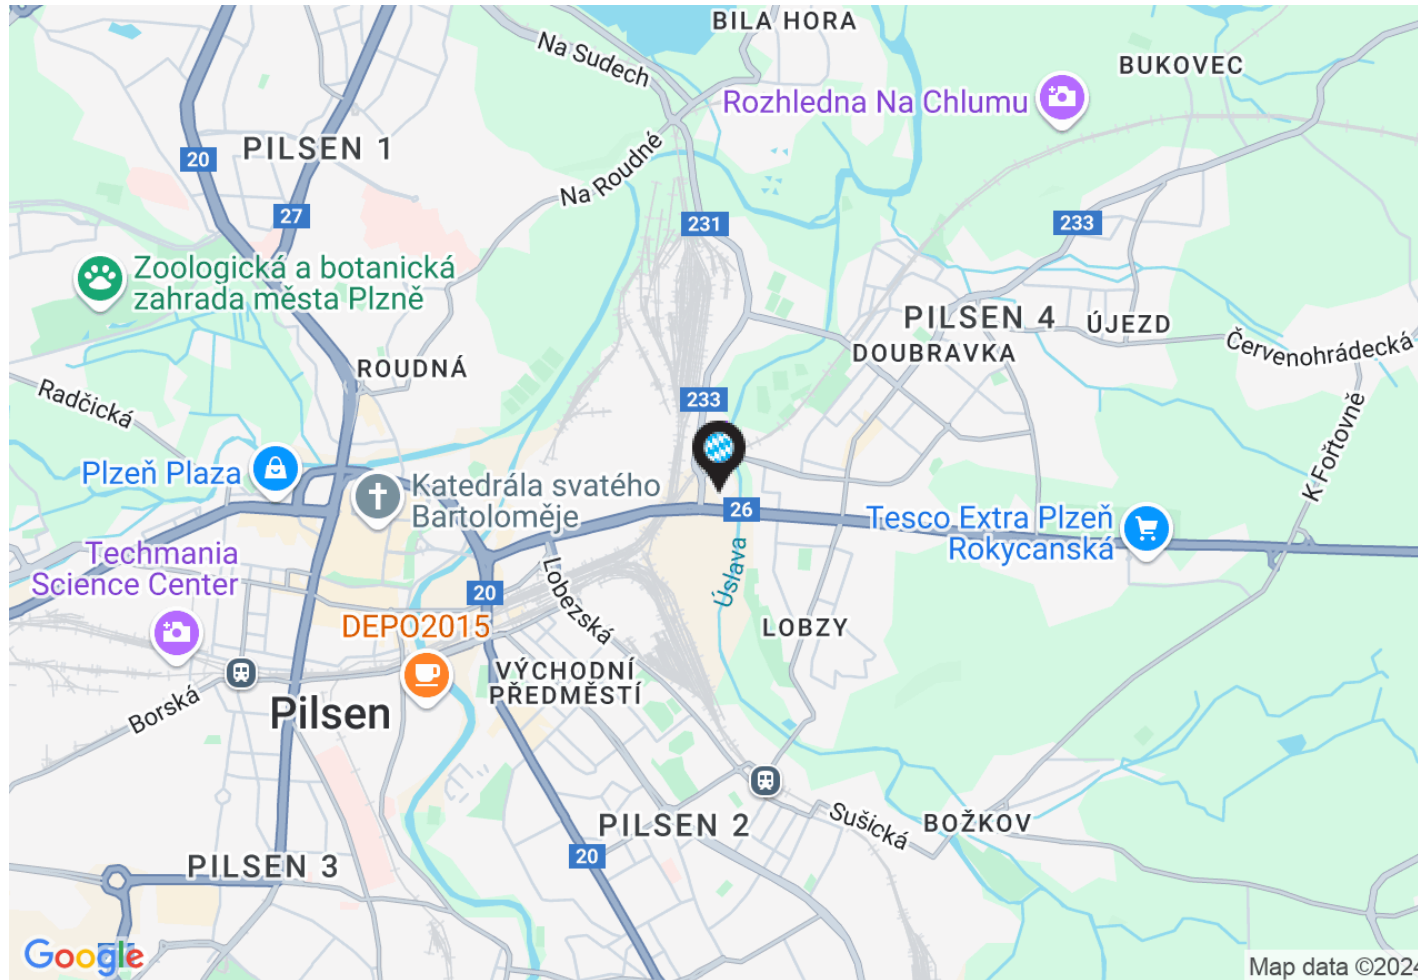 BILA HORA
Na Sudech
BUKOVEC
Rozhledna Na Chlumu
PILSEN 1
20
Na Roudné
27
231
233
Zoologická a botanická
zahrada města Plzně
PILSEN 4
ÚJEZD
Červenohrádecká
DOUBRAVKA
ROUDNÁ
Radčická
233
K Fořtovně
Plzeň Plaza
Katedrála svatého
Bartoloměje
26
Tesco Extra Plzeň
Rokycanská
Techmania
Science Center
Lobezská
Úslava
20
DEPO2015
LOBZY
VÝCHODNÍ
PŘEDMĚSTÍ
Borská
Pilsen
Sušická
BOŽKOV
PILSEN 2
20
PILSEN 3
Google
Map data ©2024